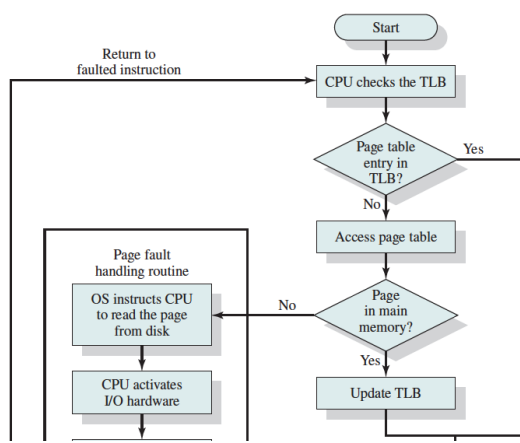 Start
Return to
faulted instruction
CPU checks the TLB
Page table
entry in
TLB?
Yes
No
Access page table
Page fault
handling routine
OS instructs CPU
to read the page
from disk
No
Page
in main
memory?
Yes
CPU activates
I/O hardware
Update TLB